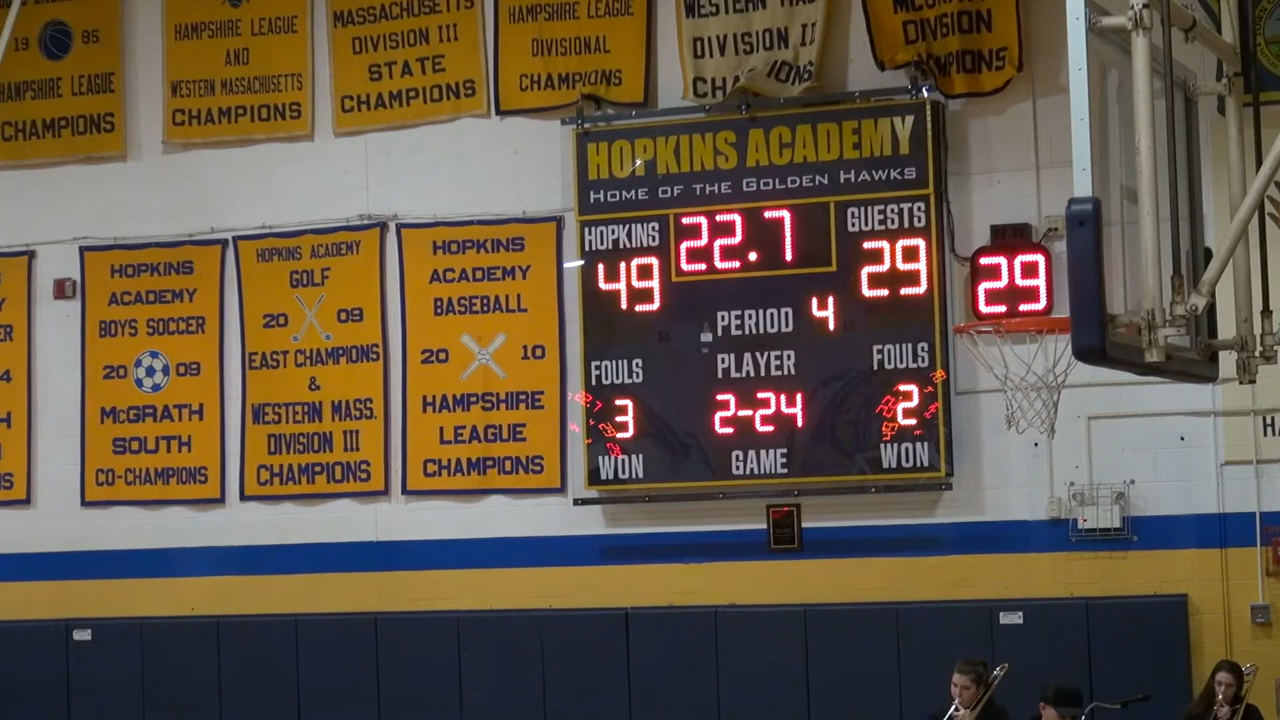 19 85
HAMPSHIRE LEAGUE
CHAMPIONS
HAMPSHIRE LEAGUE
AND
WESTERN MASSACHUSETTS
CHAMPIONS
MASSACHUSETTS
DIVISION III
STATE
CHAMPIONS
HAMPSHIRE LEAGUE
DIVISIONAL
CHAMPIONS
WESTERN MAS
DIVISION II
CHAMPIONS
DIVISION
CHAMPIONS
HOPKINS ACADEMY
HOME OF THE GOLDEN HAWKS
HOPKINS
22.7
GUESTS
49
29
29
PERIOD 4
FOULS
PLAYER
FOULS
3
2-24
2
WON
GAME
WON
HOPKINS
ACADEMY
BOYS SOCCER
20 09
McGRATH
SOUTH
CO-CHAMPIONS
HOPKINS ACADEMY
GOLF
20 09
EAST CHAMPIONS
&
WESTERN MASS.
DIVISION III
CHAMPIONS
HOPKINS
ACADEMY
BASEBALL
20 10
HAMPSHIRE
LEAGUE
CHAMPIONS